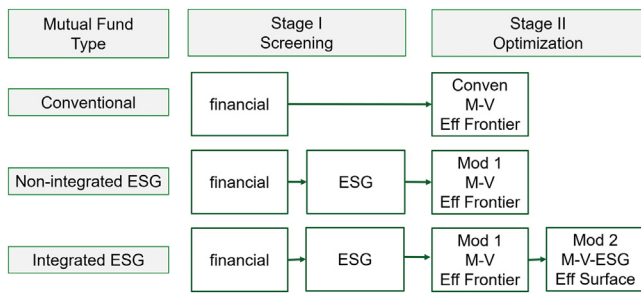 Mutual Fund
Type
Stage I
Screening
Stage II
Optimization
Conventional
financial
Conven
M-V
Eff Frontier
Non-integrated ESG
financial
ESG
Mod 1
M-V
Eff Frontier
Integrated ESG
financial
ESG
Mod 1
M-V
Eff Frontier
Mod 2
M-V-ESG
Eff Surface